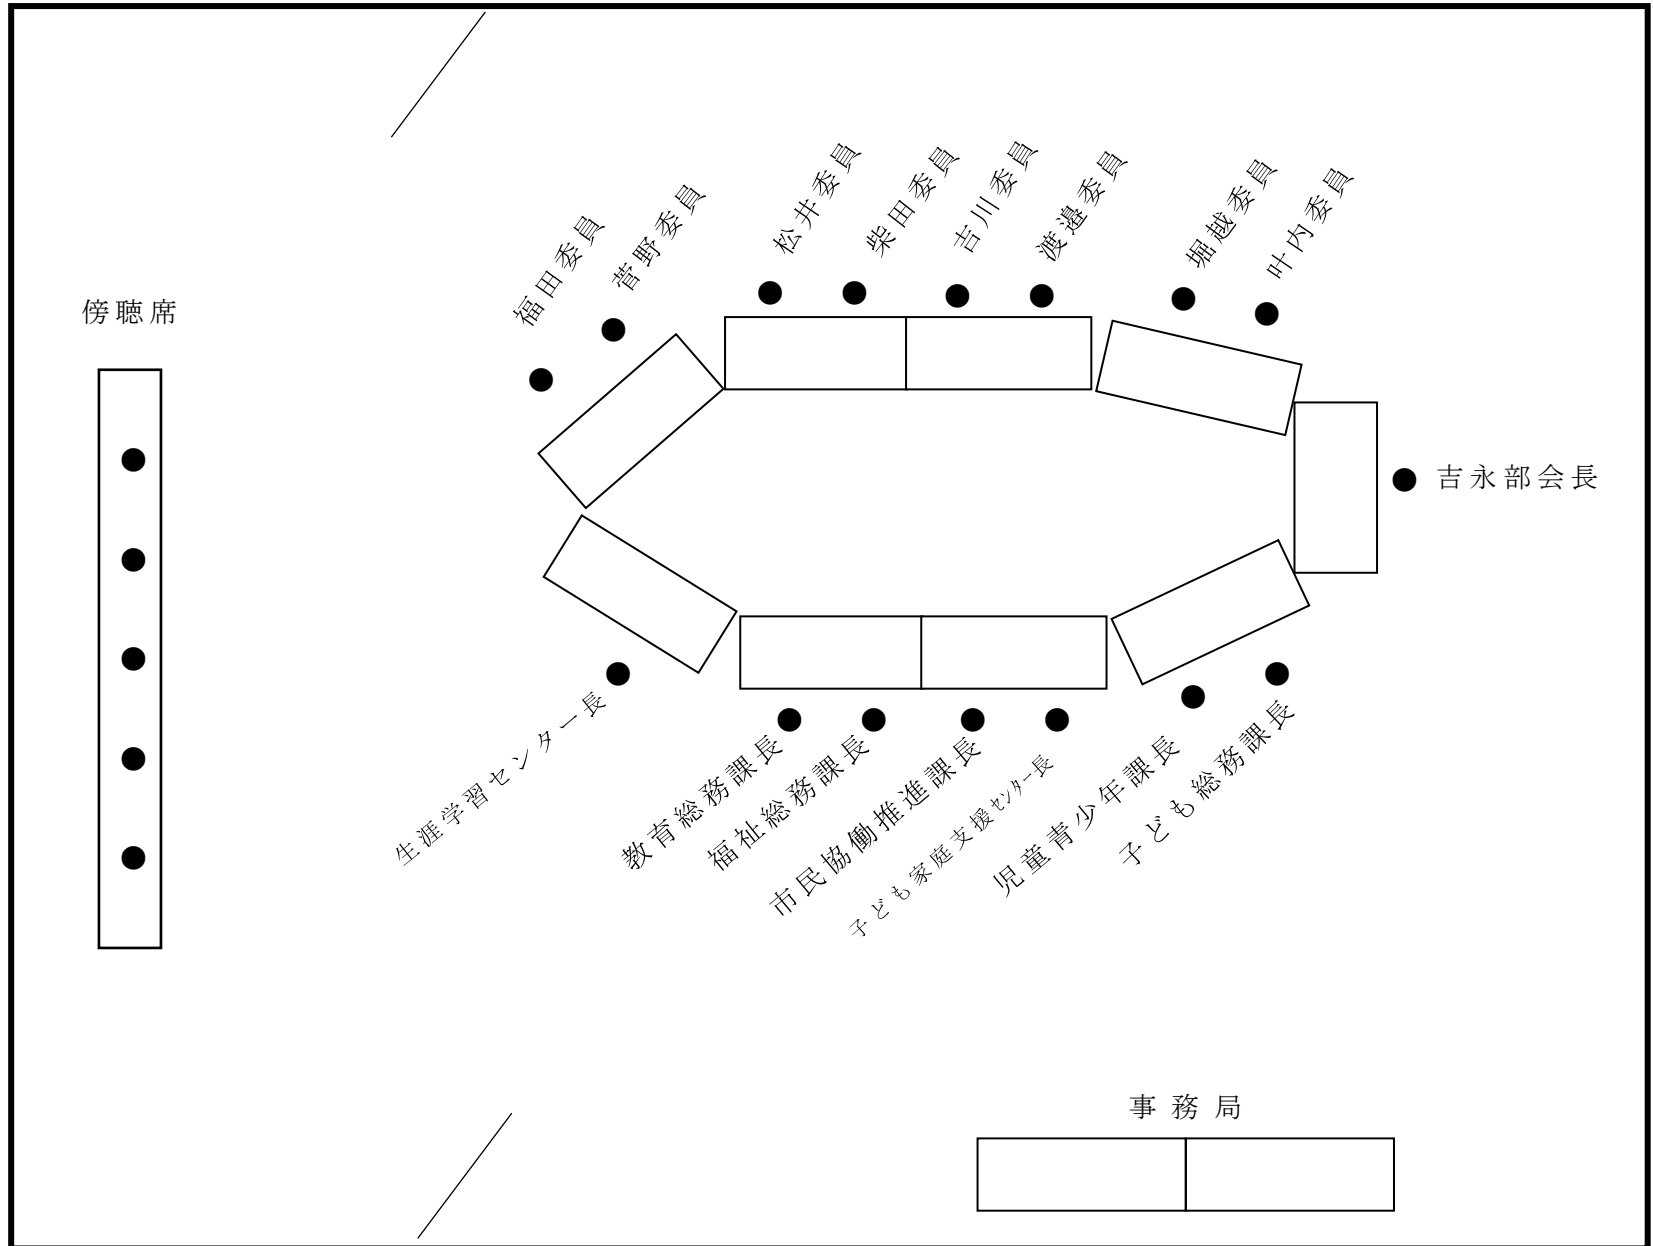 福田委員
菅野委員
松井委員
柴田委員
吉川委員
渡邉委員
堀越委員
叶内委員
傍聴席
吉永部会長
生涯学習センター長
教育総務課長
福祉総務課長
市民協働推進課長
子ども家庭支援ｾﾝﾀｰ長
児童青少年課長
子ども総務課長
事務局